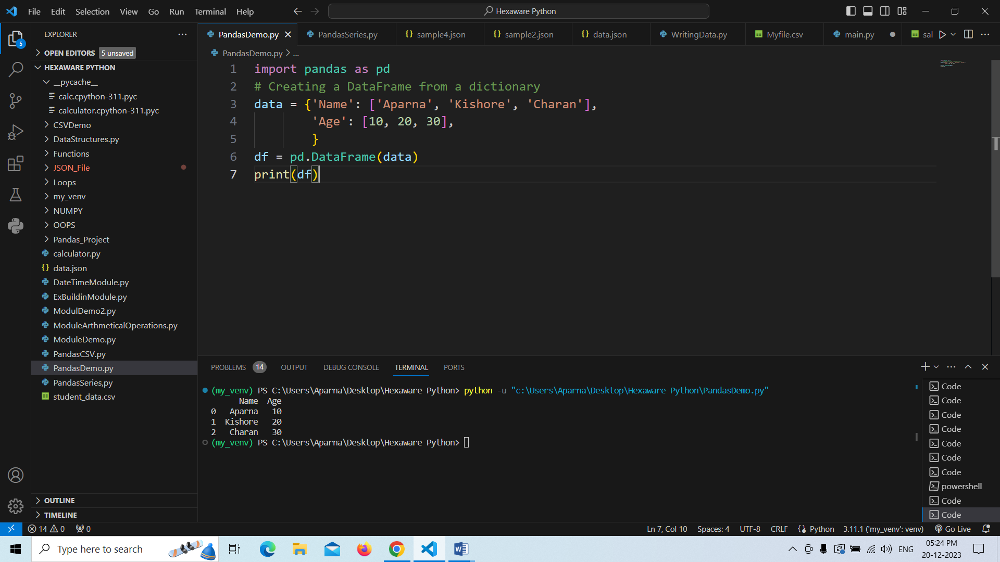 File Edit Selection View Go Run Terminal Help
Hexaware Python
5
EXPLORER
OPEN EDITORS 5 unsaved
HEXAWARE PYTHON
__pycache__
calc.cpython-311.pyc
calculator.cpython-311.pyc
CSVDemo
DataStructures.py
Functions
JSON_File
Loops
my_venv
NUMPY
OOPS
Pandas_Project
calculator.py
data.json
DateTimeModule.py
ExBuildinModule.py
ModulDemo2.py
ModuleArthmeticalOperations.py
ModuleDemo.py
PandasCSV.py
PandasDemo.py
PandasSeries,py
student_data.csv
OUTLINE
TIMELINE
PandasDemo.py PandasSeries,py sample4.json sample2.json data.json WritingData.py Myfile.csv main.py sal
PandasDemo.py > ...
1 import pandas as pd
2 # Creating a DataFrame from a dictionary
3 data = {'Name': ['Aparna', 'Kishore', 'Charan'],
4 'Age': [10, 20, 30],
5 }
6 df = pd.DataFrame(data)
7 print(df)
PROBLEMS 14 OUTPUT DEBUG CONSOLE TERMINAL PORTS
(my_venv) PS C:\Users\Aparna\Desktop\Hexaware Python> python -u "c:\Users\Aparna\Desktop\Hexaware Python\PandasDemo.py"
Name Age
0 Aparna 10
1 Kishore 20
2 Charan 30
(my_venv) PS C:\Users\Aparna\Desktop\Hexaware Python>
Code
Code
Code
Code
Code
Code
Code
powershell
Code
Code
14 0 0
Ln 7, Col 10 Spaces: 4 UTF-8 CRLF Python 3.11.1 ('my_venv': venv) Go Live
Type here to search
ENG
05:24 PM
20-12-2023